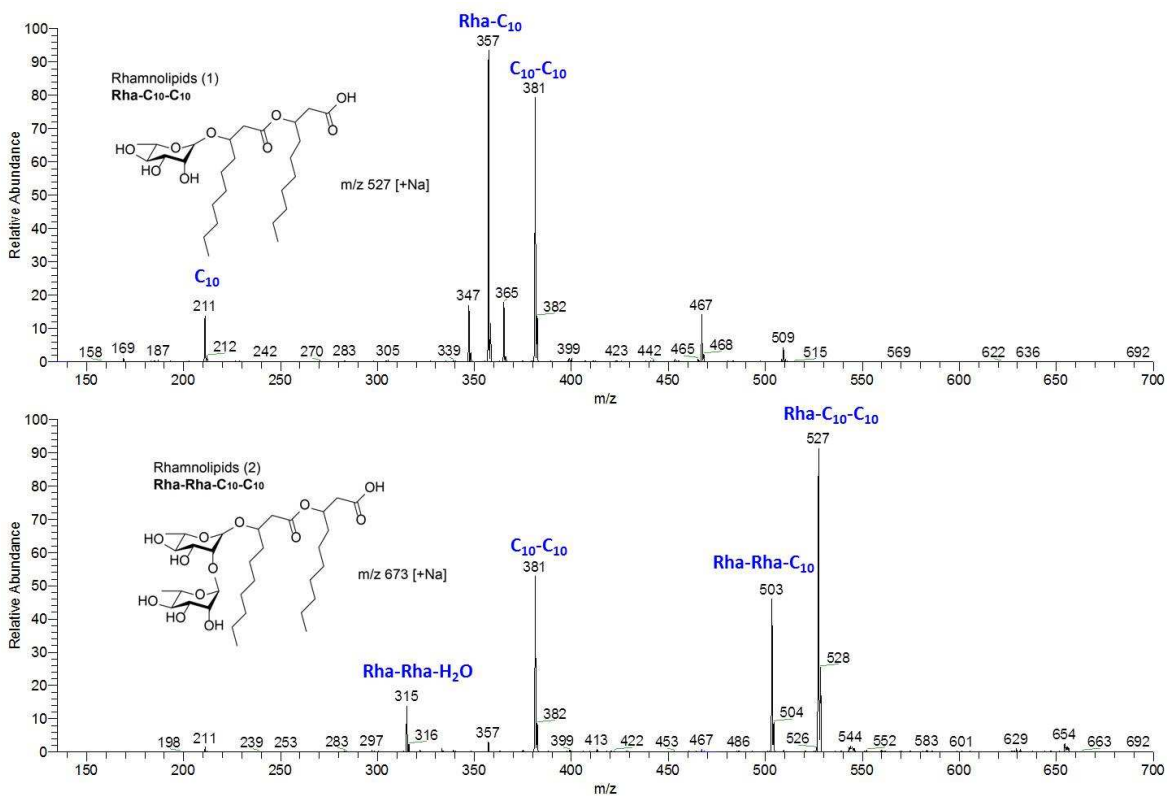 Rha-C10
357
C10-C10
381
Rhamnolipids (1)
Rha-C10-C10
OH
O
O
O
O
O
HO
HO
OH
m/z 527 [+Na]
C10
211
347
365
382
467
509
158
169
187
212
242
270
283
305
339
399
423
442
465
468
515
569
622
636
692
Relative Abundance
100
90
80
70
60
50
40
30
20
10
0
150 200 250 300 350 400 450 500 550 600 650 700
m/z
Rha-C10-C10
527
Rhamnolipids (2)
Rha-Rha-C10-C10
OH
O
O
O
O
O
HO
HO
O
O
HO
HO
OH
m/z 673 [+Na]
C10-C10
381
Rha-Rha-C10
503
528
Rha-Rha-H2O
315
382
504
198
211
239
253
283
297
316
357
399
413
422
453
467
486
526
544
552
583
601
629
654
663
692
Relative Abundance
100
90
80
70
60
50
40
30
20
10
0
150 200 250 300 350 400 450 500 550 600 650 700
m/z